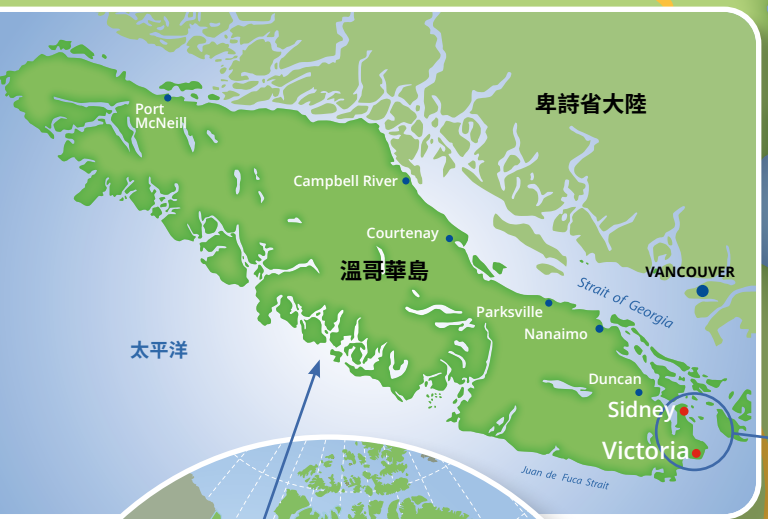 卑詩省大陸
Port
McNeill
Campbell River
Courtenay
溫哥華島
VANCOUVER
Strait of Georgia
Parksville
Nanaimo
太平洋
Duncan
Sidney
Victoria
Juan de Fuca Strait